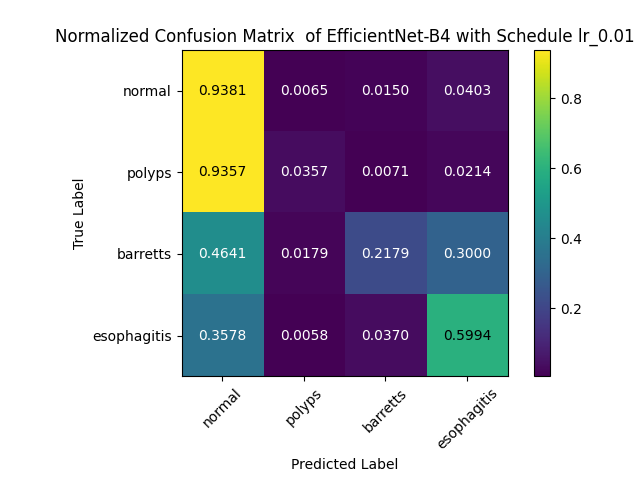 Normalized Confusion Matrix  of EfficientNet-B4 with Schedule lr_0.01
normal 0.9381 0.0065 0.0150 0.0403
polyps 0.9357 0.0357 0.0071 0.0214
barretts 0.4641 0.0179 0.2179 0.3000
esophagitis 0.3578 0.0058 0.0370 0.5994
True Label
normal polyps barretts esophagitis
Predicted Label
0.8
0.6
0.4
0.2